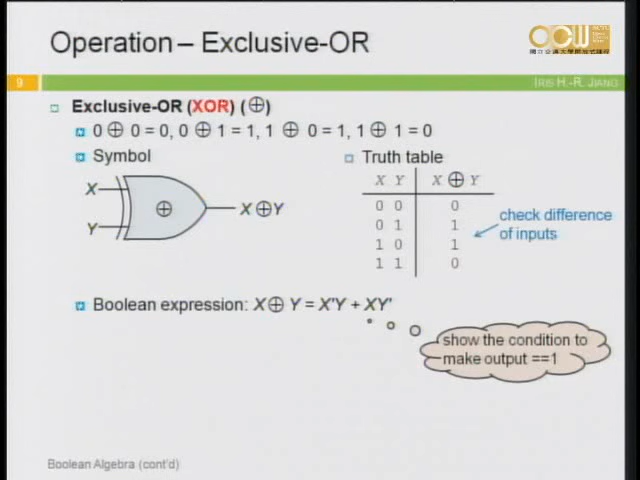 Operation – Exclusive-OR
國立交通大學開放式課程
9
IRIS H.-R. JIANG
Exclusive-OR (XOR) (⊕)
0 ⊕ 0 = 0, 0 ⊕ 1 = 1, 1 ⊕ 0 = 1, 1 ⊕ 1 = 0
Symbol
Truth table
X
Y
⊕
X ⊕Y
X Y X ⊕ Y
0 0 0
0 1 1
1 0 1
1 1 0
check difference
of inputs
Boolean expression: X⊕ Y = X'Y + XY'
show the condition to
make output ==1
Boolean Algebra (cont'd)